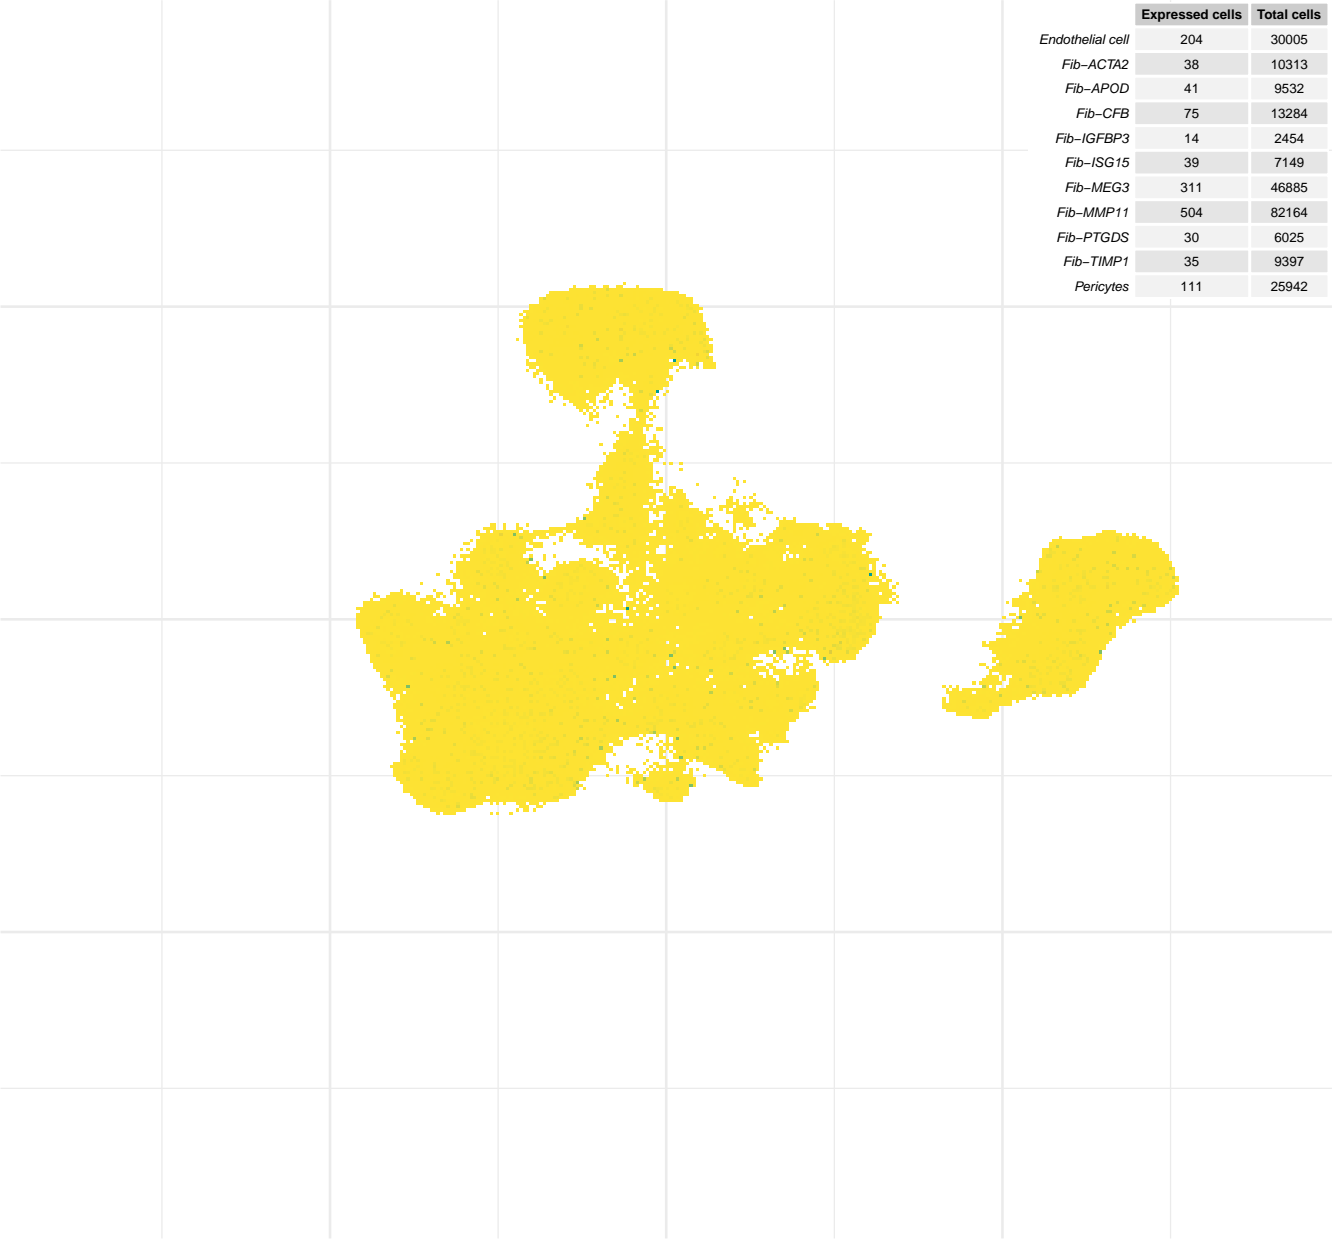 Expressed cells Total cells
Endothelial cell 204 30005
Fib−ACTA2 38 10313
Fib−APOD 41 9532
Fib−CFB 75 13284
Fib−IGFBP3 14 2454
Fib−ISG15 39 7149
Fib−MEG3 311 46885
Fib−MMP11 504 82164
Fib−PTGDS 30 6025
Fib−TIMP1 35 9397
Pericytes 111 25942